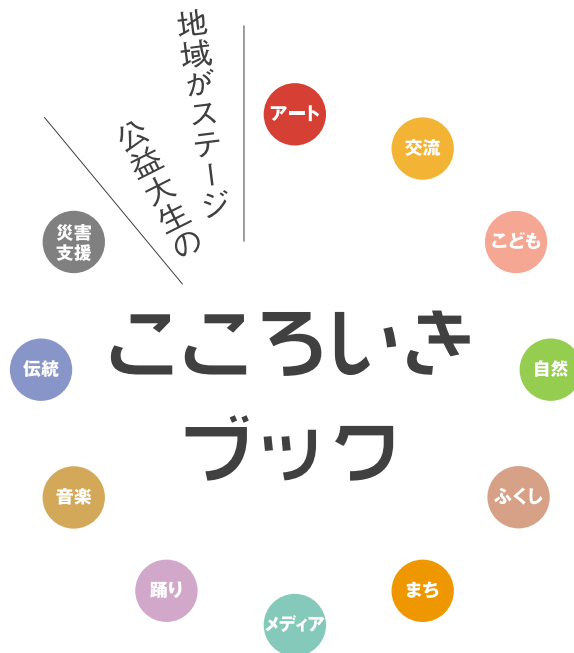 地域がステージ
公益大生の
こころいき
ブック
アート
交流
こども
自然
ふくし
まち
メディア
踊り
音楽
伝統
災害
支援